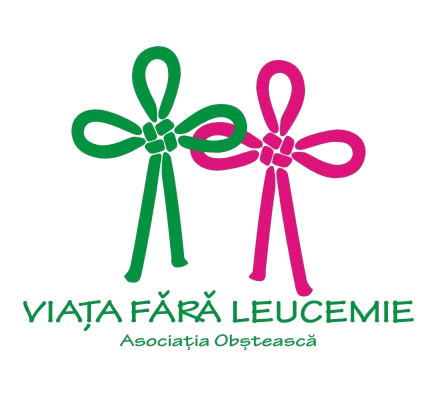 VIAȚA FĂRĂ LEUCEMIE
Asociația Obștească